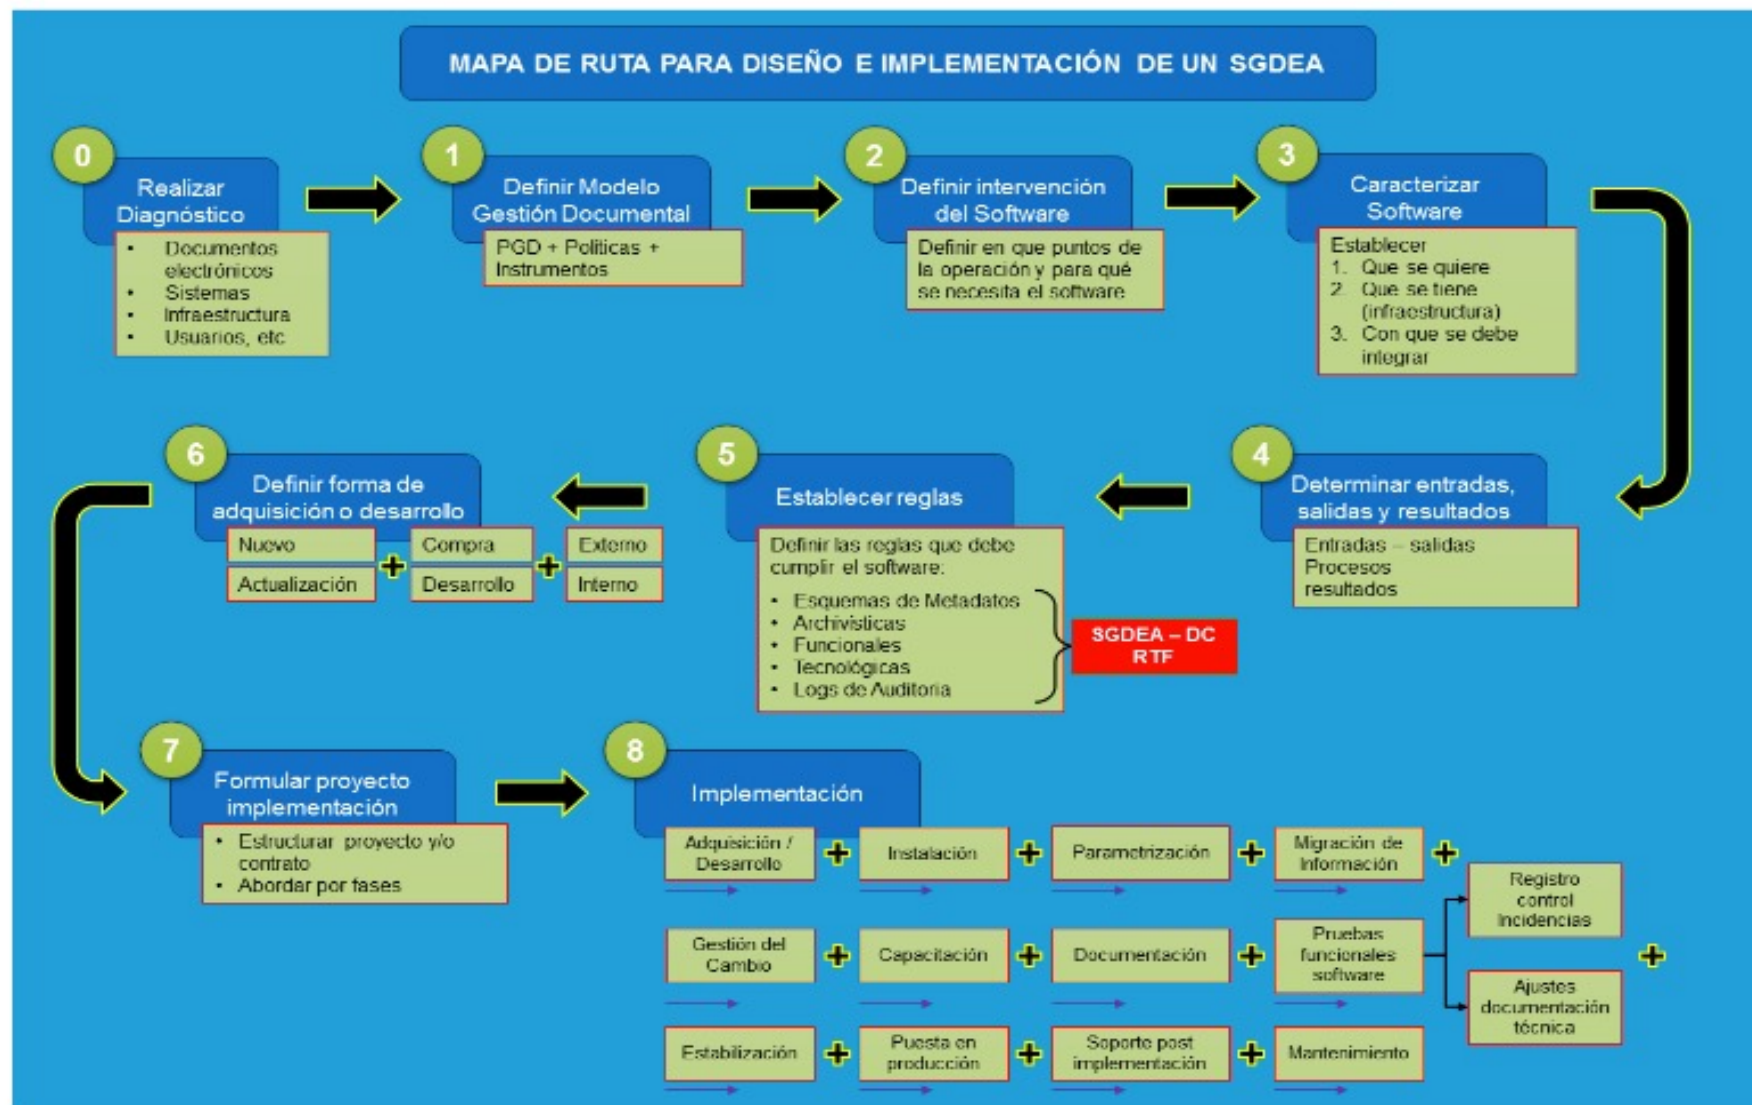 MAPA DE RUTA PARA DISEÑO E IMPLEMENTACIÓN DE UN SGDEA
0
Realizar
Diagnóstico
• Documentos
electrónicos
• Sistemas
• Infraestructura
• Usuarios, etc
1
Definir Modelo
Gestión Documental
PGD + Políticas +
Instrumentos
2
Definir intervención
del Software
Definir en que puntos de
la operación y para qué
se necesita el software
3
Caracterizar
Software
Establecer
1. Que se quiere
2. Que se tiene
(infraestructura)
3. Con que se debe
integrar
4
Determinar entradas,
salidas y resultados
Entradas – salidas
Procesos
resultados
5
Establecer reglas
Definir las reglas que debe
cumplir el software:
• Esquemas de Metadatos
• Archivísticas
• Funcionales
• Tecnológicas
• Logs de Auditoria
SGDEA – DC
RTF
6
Definir forma de
adquisición o desarrollo
Nuevo
Actualización
+
Compra
Desarrollo
+
Externo
Interno
7
Formular proyecto
implementación
• Estructurar proyecto y/o
contrato
• Abordar por fases
8
Implementación
Adquisición /
Desarrollo
+
Instalación
+
Parametrización
+
Migración de
Información
+
Gestión del
Cambio
+
Capacitación
+
Documentación
+
Pruebas
funcionales
software
Registro
control
Incidencias
Ajustes
documentación
técnica
+
Estabilización
+
Puesta en
producción
+
Soporte post
implementación
+
Mantenimiento